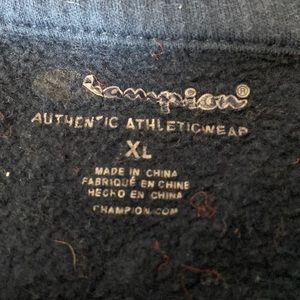 Champion®
AUTHENTIC ATHLETICWEAR
XL
MADE IN CHINA
FABRIQUÉ EN CHINE
HECHO EN CHINA
CHAMPION.COM